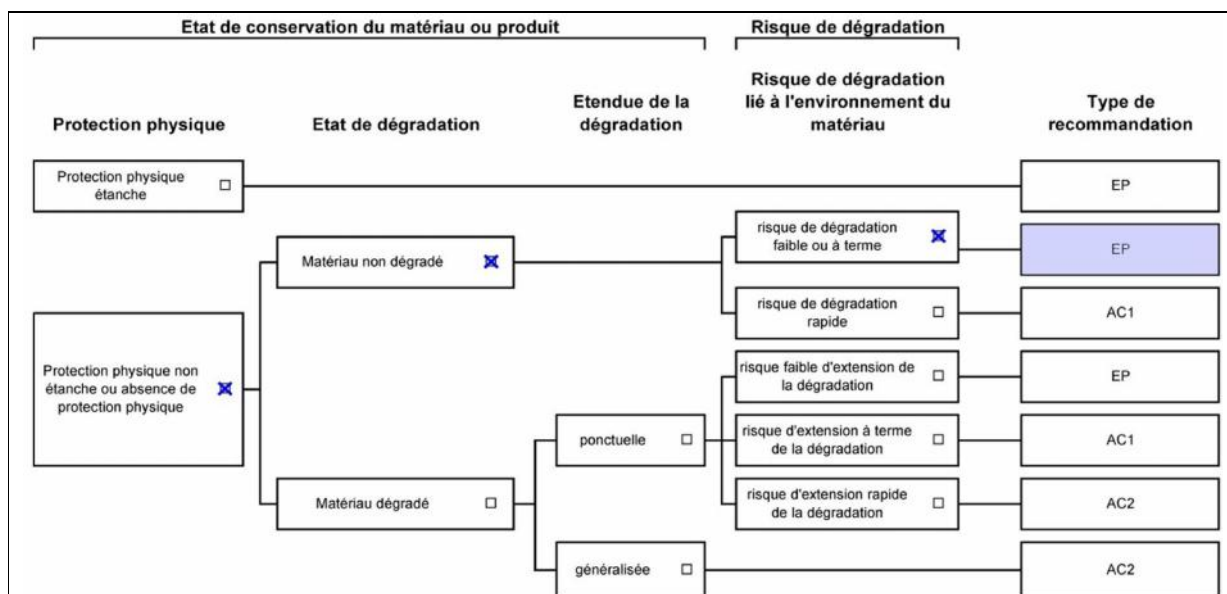 Etat de conservation du matériau ou produit
Risque de dégradation
Protection physique
Etat de dégradation
Etendue de la
dégradation
Risque de dégradation
lié à l'environnement du
matériau
Type de
recommandation
Protection physique
étanche
EP
risque de dégradation
faible ou à terme
EP
Matériau non dégradé
risque de dégradation
rapide
AC1
Protection physique non
étanche ou absence de
protection physique
risque faible d'extension de
la dégradation
EP
ponctuelle
risque d'extension à terme
de la dégradation
AC1
Matériau dégradé
risque d'extension rapide
de la dégradation
AC2
généralisée
AC2